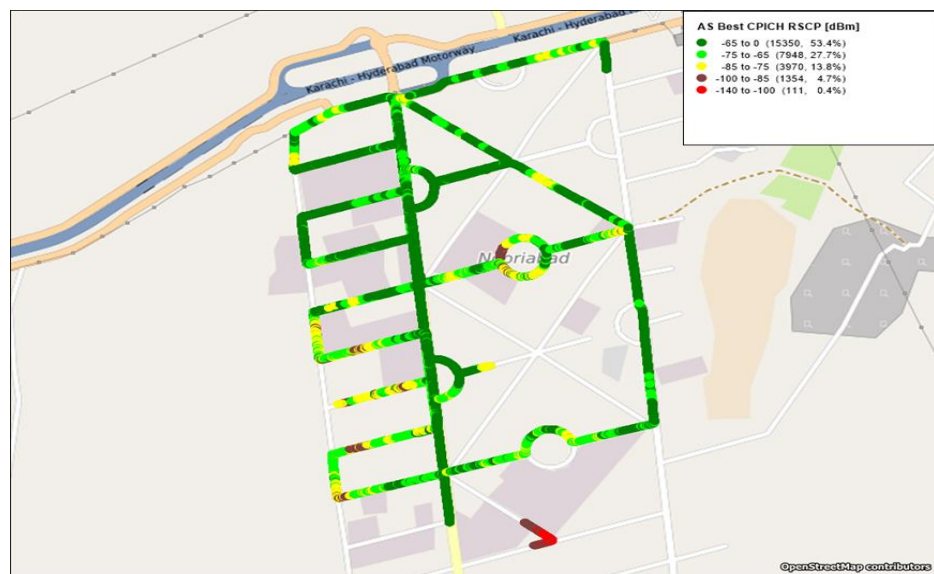 Karachi - Hyderabad M
Karachi - Hyderabad Motorway
AS Best CPICH RSCP [dBm]
-65 to 0 (15350, 53.4%)
-75 to -65 (7948, 27.7%)
-85 to -75 (3970, 13.8%)
-100 to -85 (1354, 4.7%)
-140 to -100 (111, 0.4%)
Nooriabad
OpenStreetMap contributors